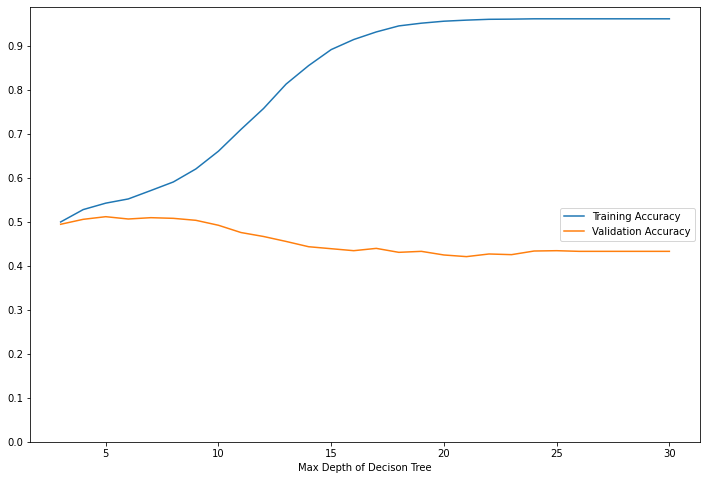 0.9
0.8
0.7
0.6
0.5
0.4
0.3
0.2
0.1
0.0
Training Accuracy
Validation Accuracy
5 10 15 20 25 30
Max Depth of Decison Tree